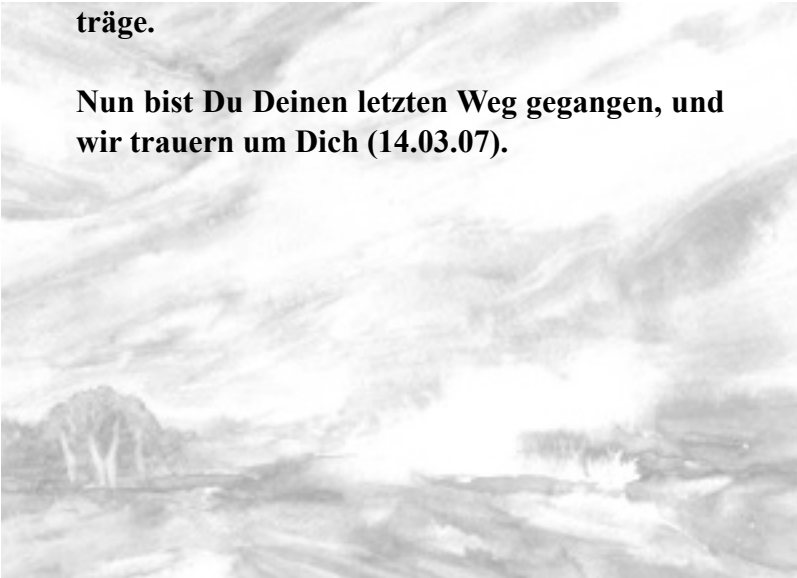 träge.
Nun bist Du Deinen letzten Weg gegangen, und
wir trauern um Dich (14.03.07).